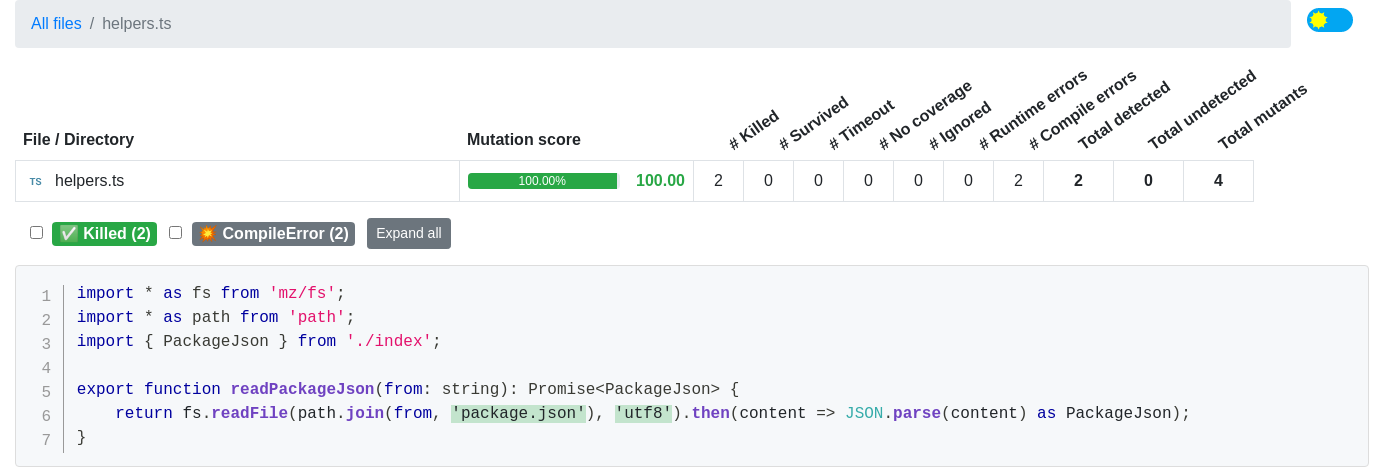 All files / helpers.ts
File / Directory Mutation score # Killed # Survived # Timeout # No coverage # Ignored # Runtime errors # Compile errors Total detected Total undetected Total mutants
TS helpers.ts 100.00% 100.00 2 0 0 0 0 0 2 2 0 4
✅ Killed (2) 💥 CompileError (2) Expand all
1 import * as fs from 'mz/fs';
2 import * as path from 'path';
3 import { PackageJson } from './index';
4
5 export function readPackageJson(from: string): Promise<PackageJson> {
6     return fs.readFile(path.join(from, 'package.json'), 'utf8').then(content => JSON.parse(content) as PackageJson);
7 }